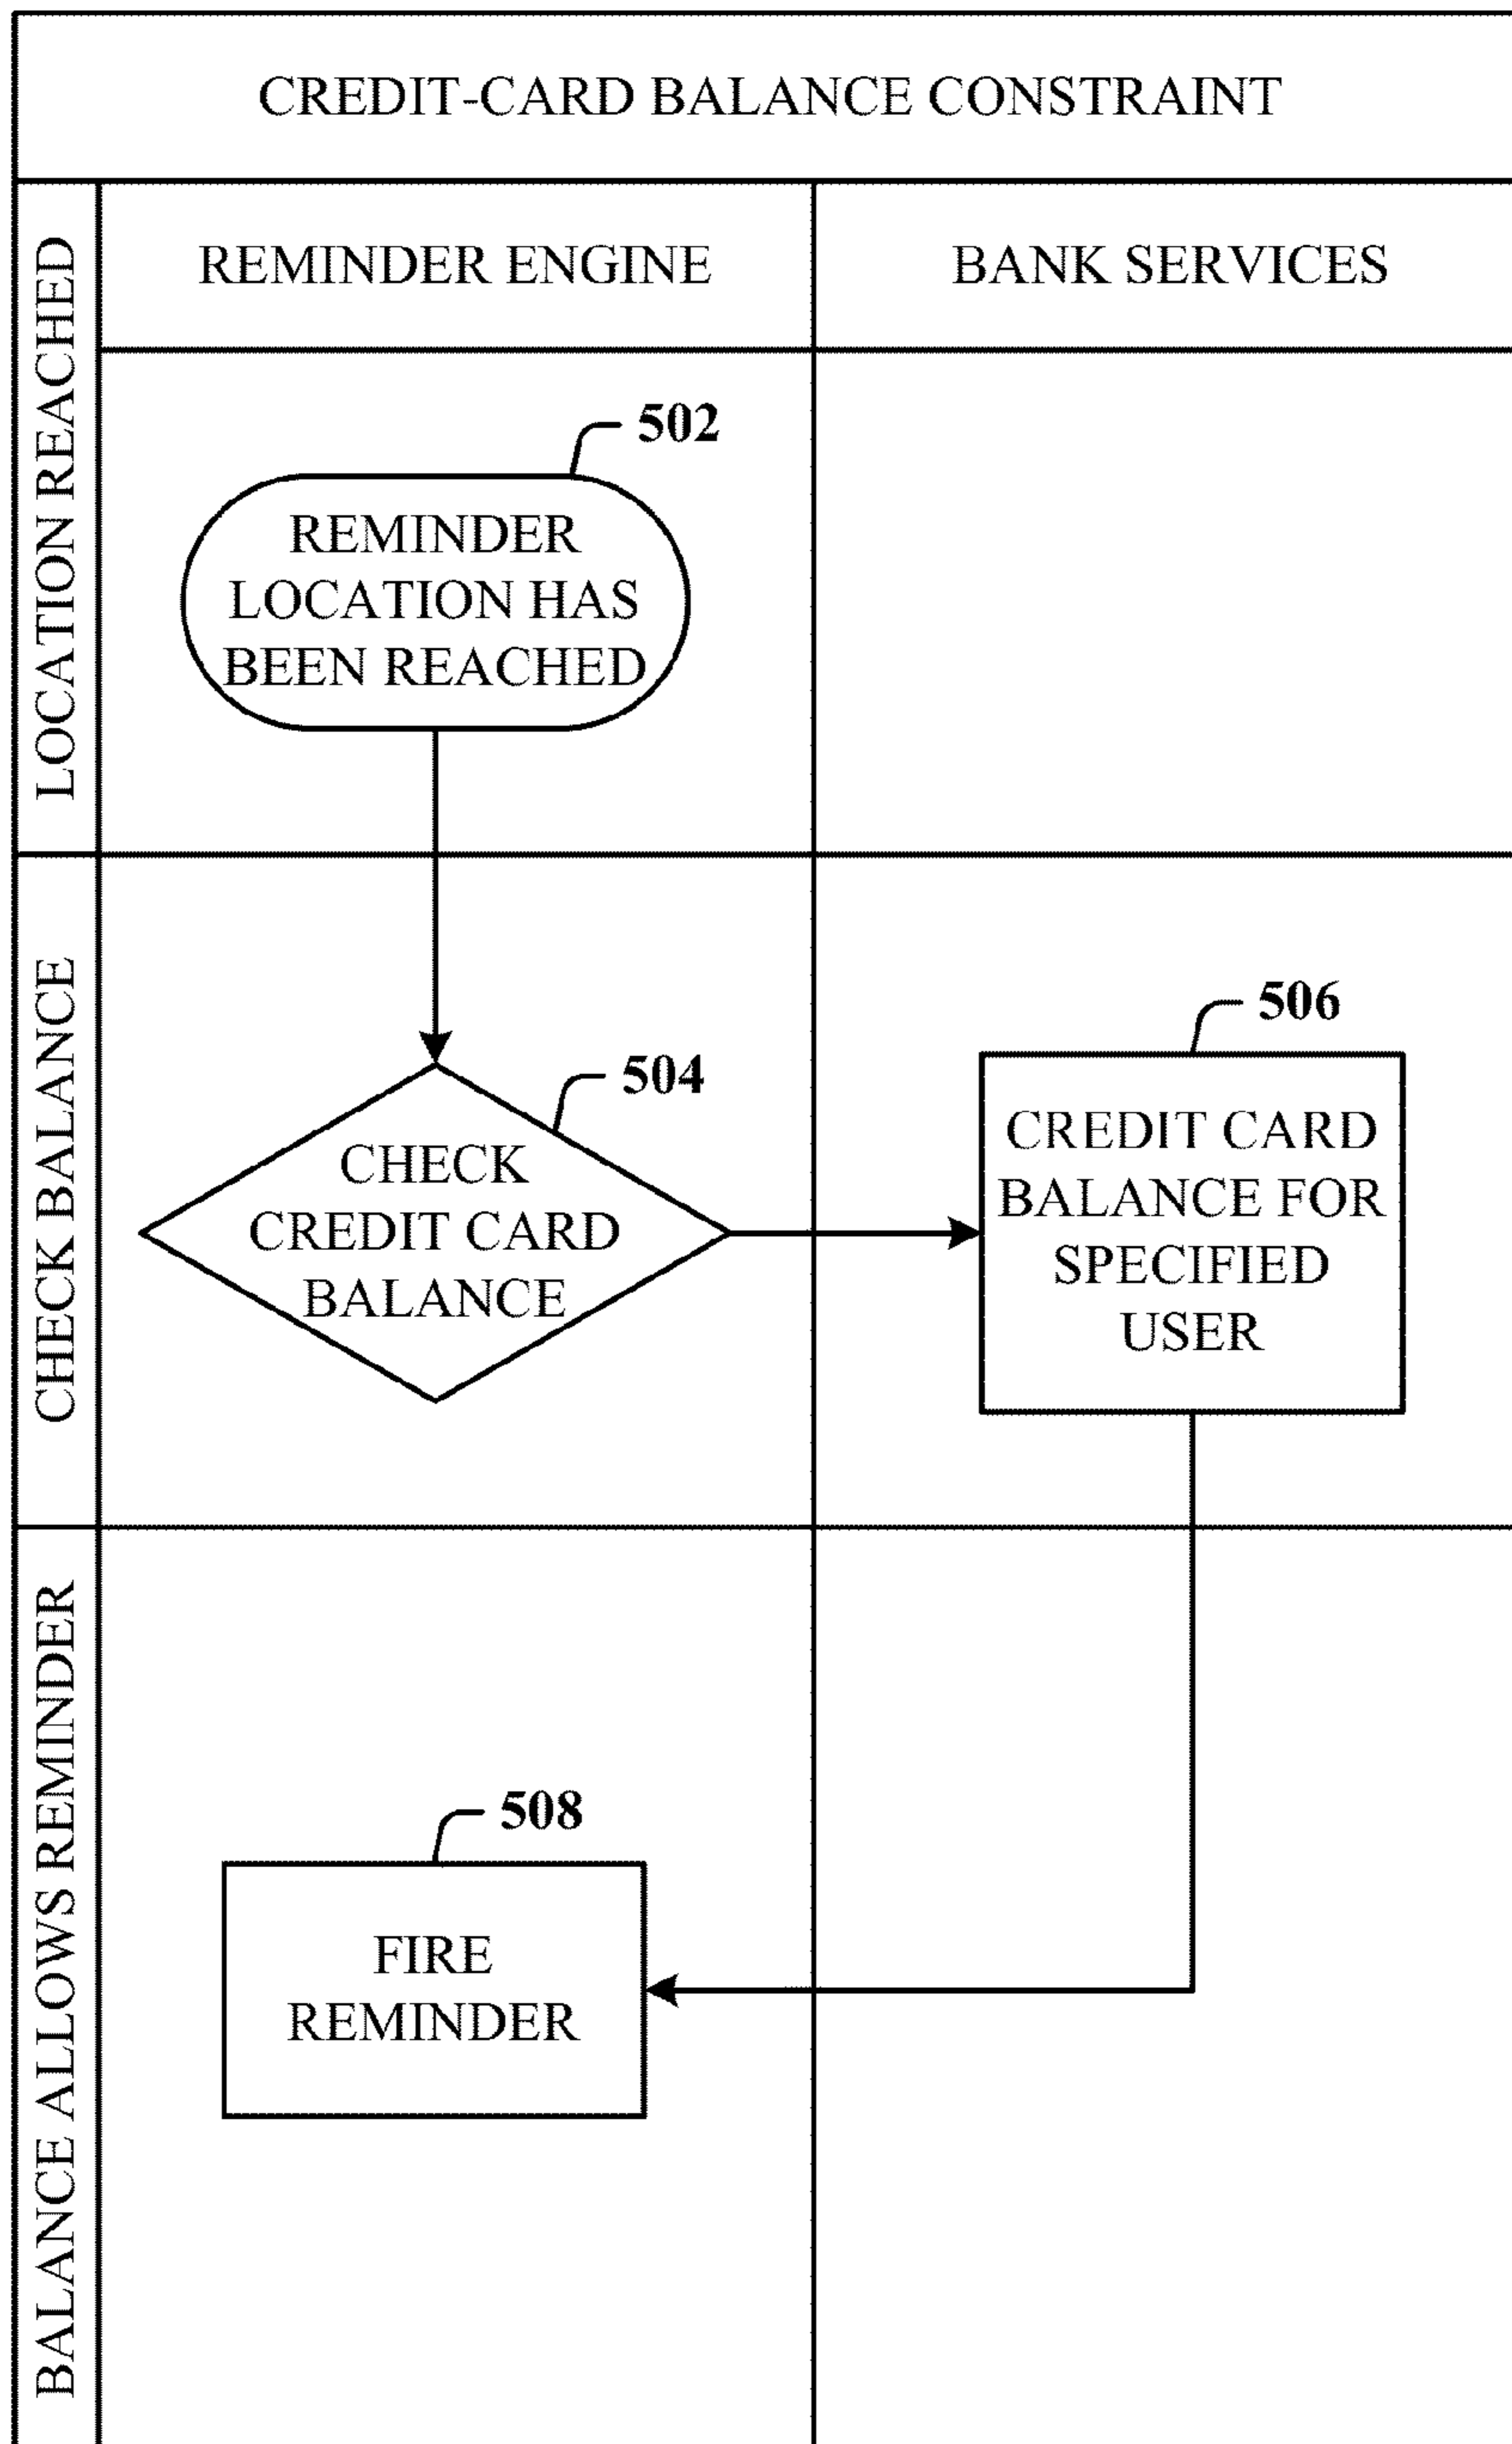 CREDIT-CARD BALANCE CONSTRAINT
REMINDER ENGINE
BANK SERVICES
LOCATION REACHED
502
REMINDER
LOCATION HAS
BEEN REACHED
CHECK BALANCE
504
CHECK
CREDIT CARD
BALANCE
506
CREDIT CARD
BALANCE FOR
SPECIFIED
USER
BALANCE ALLOWS REMINDER
508
FIRE
REMINDER